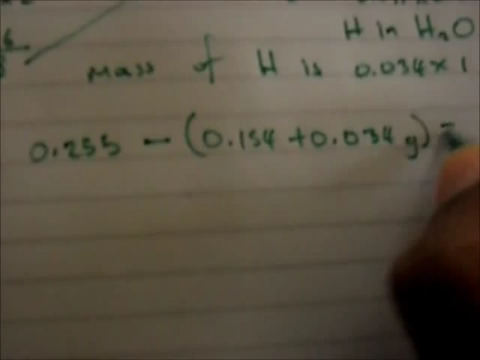 H in H2O
Mass of H is 0.034 × 1
0.255 - (0.154 + 0.034 g) =